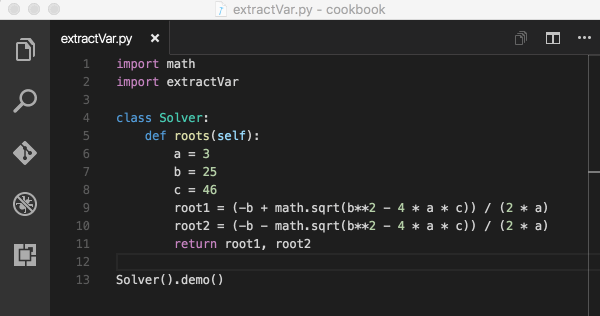 extractVar.py - cookbook
extractVar.py ×
1 import math
2 import extractVar
3
4 class Solver:
5     def roots(self):
6         a = 3
7         b = 25
8         c = 46
9         root1 = (-b + math.sqrt(b**2 - 4 * a * c)) / (2 * a)
10         root2 = (-b - math.sqrt(b**2 - 4 * a * c)) / (2 * a)
11         return root1, root2
12
13 Solver().demo()